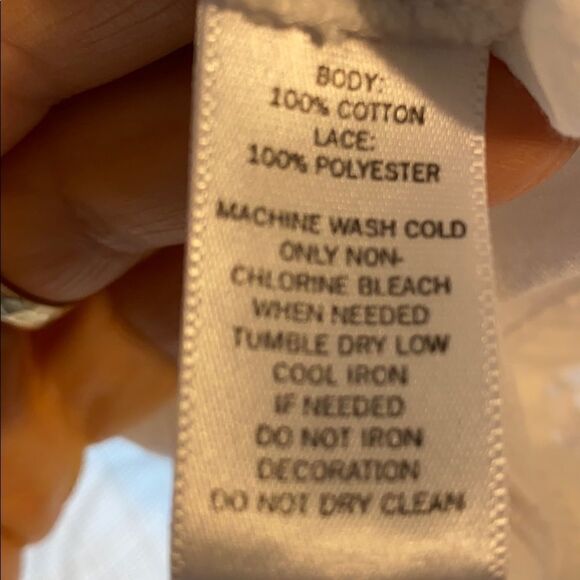 BODY:
100% COTTON
LACE:
100% POLYESTER
MACHINE WASH COLD
ONLY NON-
CHLORINE BLEACH
WHEN NEEDED
TUMBLE DRY LOW
COOL IRON
IF NEEDED
DO NOT IRON
DECORATION
DO NOT DRY CLEAN